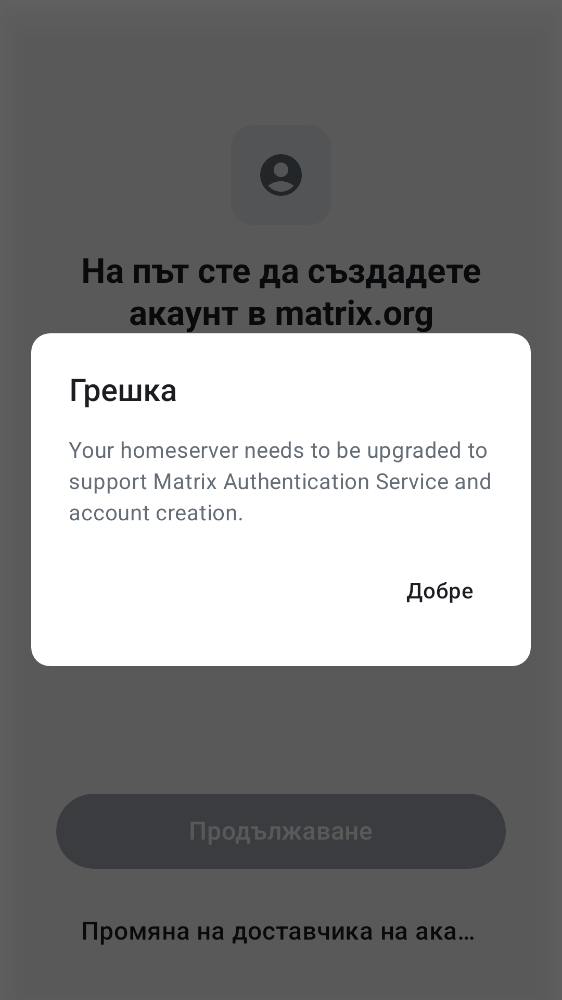 На път сте да създадете
акаунт в matrix.org
Грешка
Your homeserver needs to be upgraded to
support Matrix Authentication Service and
account creation.
Добре
Продължаване
Промяна на доставчика на ака…